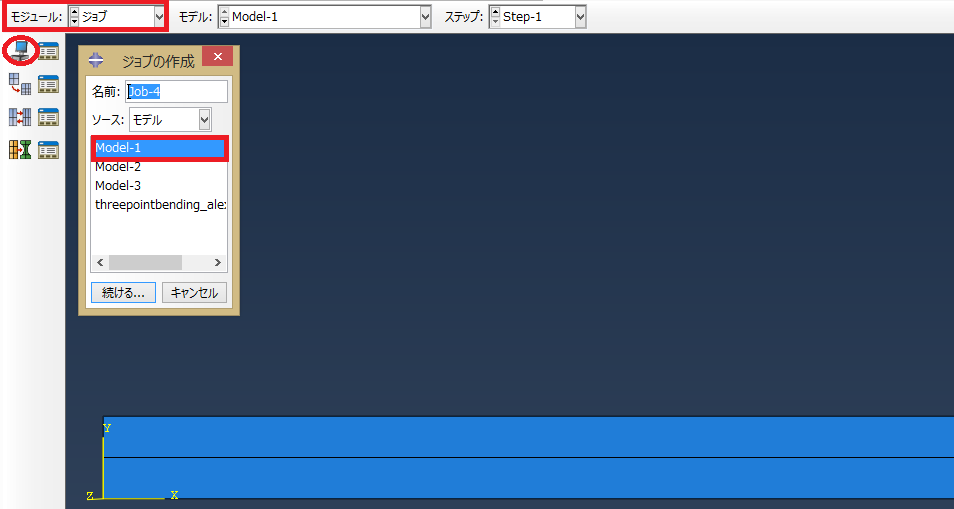 モジュール: ジョブ モデル: Model-1 ステップ: Step-1
ジョブの作成
名前: Job-4
ソース: モデル
Model-1
Model-2
Model-3
threepointbending_ale
続ける... キャンセル
Y
Z X